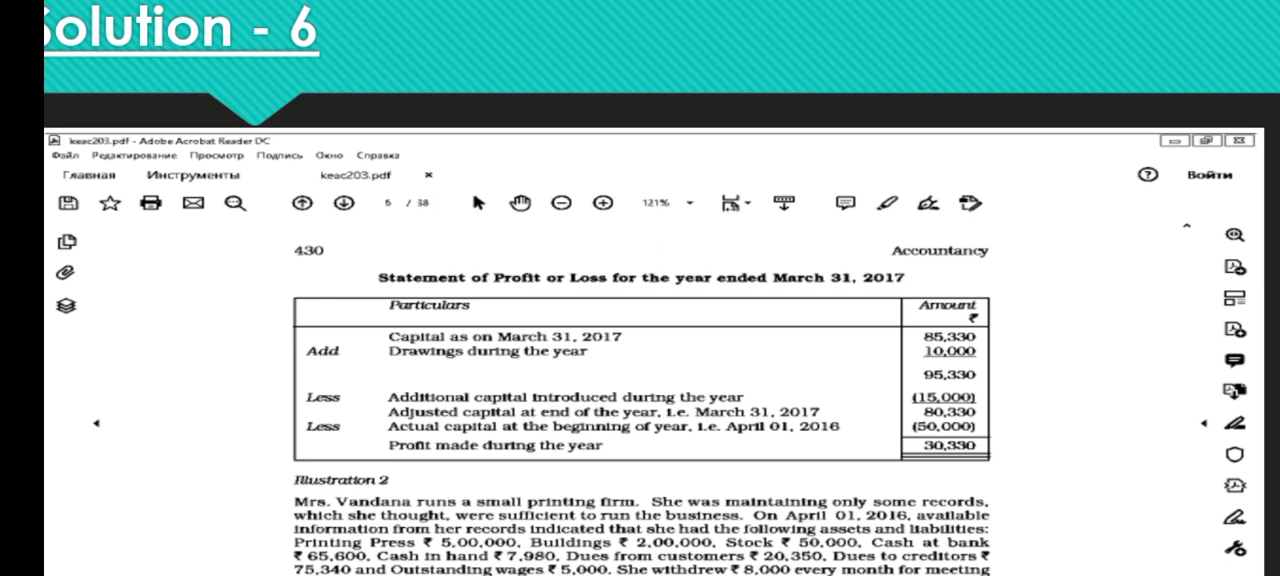 Solution - 6
keac203.pdf - Adobe Acrobat Reader DC
Файл Редактирование Просмотр Подпись Окно Справка
Главная Инструменты keac203.pdf × Войти
6 / 38 121%
430 Accountancy
Statement of Profit or Loss for the year ended March 31, 2017
Particulars Amount
₹
Capital as on March 31, 2017 85,330
Add Drawings during the year 10,000
95,330
Less Additional capital introduced during the year (15,000)
Adjusted capital at end of the year, i.e. March 31, 2017 80,330
Less Actual capital at the beginning of year, i.e. April 01, 2016 (50,000)
Profit made during the year 30,330
Illustration 2
Mrs. Vandana runs a small printing firm. She was maintaining only some records,
which she thought, were sufficient to run the business. On April 01, 2016, available
information from her records indicated that she had the following assets and liabilities:
Printing Press ₹ 5,00,000, Buildings ₹ 2,00,000, Stock ₹ 50,000, Cash at bank
₹ 65,600, Cash in hand ₹ 7,980, Dues from customers ₹ 20,350, Dues to creditors ₹
75,340 and Outstanding wages ₹ 5,000. She withdrew ₹ 8,000 every month for meeting